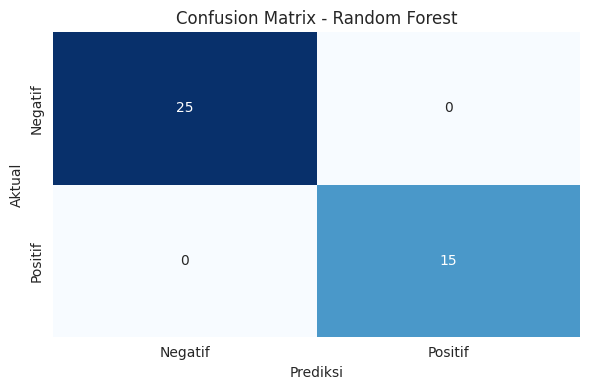 Confusion Matrix - Random Forest
Aktual
Negatif
25
0
Positif
0
15
Negatif
Positif
Prediksi